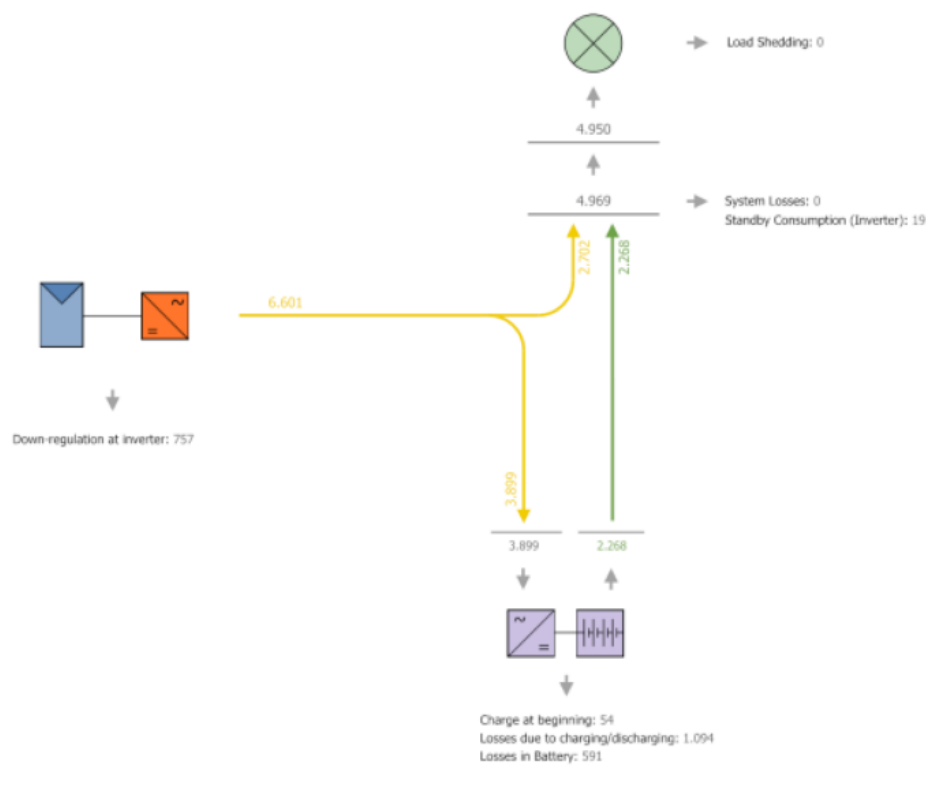 Load Shedding: 0
4.950
4.969
System Losses: 0
Standby Consumption (Inverter): 19
2.702
2.268
6.601
Down-regulation at inverter: 757
3.899
3.899
2.268
Charge at beginning: 54
Losses due to charging/discharging: 1.094
Losses in Battery: 591